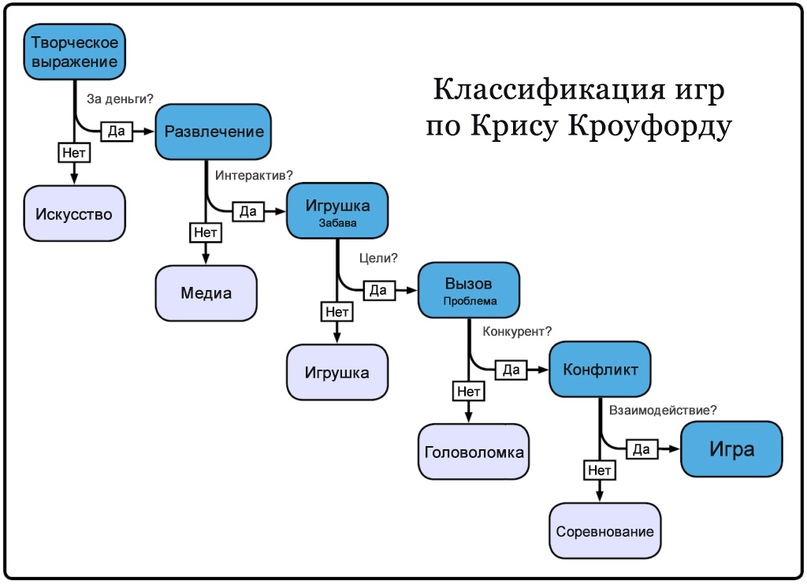 Творческое
выражение
Классификация игр
по Крису Кроуфорду
За деньги?
Да
Развлечение
Нет
Интерактив?
Искусство
Да
Игрушка
Забава
Нет
Цели?
Медиа
Да
Вызов
Проблема
Нет
Конкурент?
Игрушка
Да
Конфликт
Нет
Взаимодействие?
Головоломка
Да
Игра
Нет
Соревнование